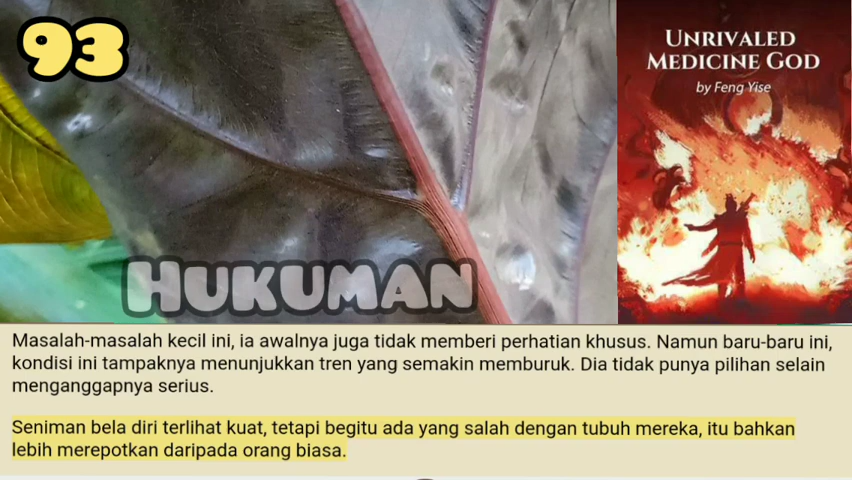 93
UNRIVALED
MEDICINE GOD
by Feng Yise
HUKUMAN
Masalah-masalah kecil ini, ia awalnya juga tidak memberi perhatian khusus. Namun baru-baru ini,
kondisi ini tampaknya menunjukkan tren yang semakin memburuk. Dia tidak punya pilihan selain
menganggapnya serius.
Seniman bela diri terlihat kuat, tetapi begitu ada yang salah dengan tubuh mereka, itu bahkan
lebih merepotkan daripada orang biasa.